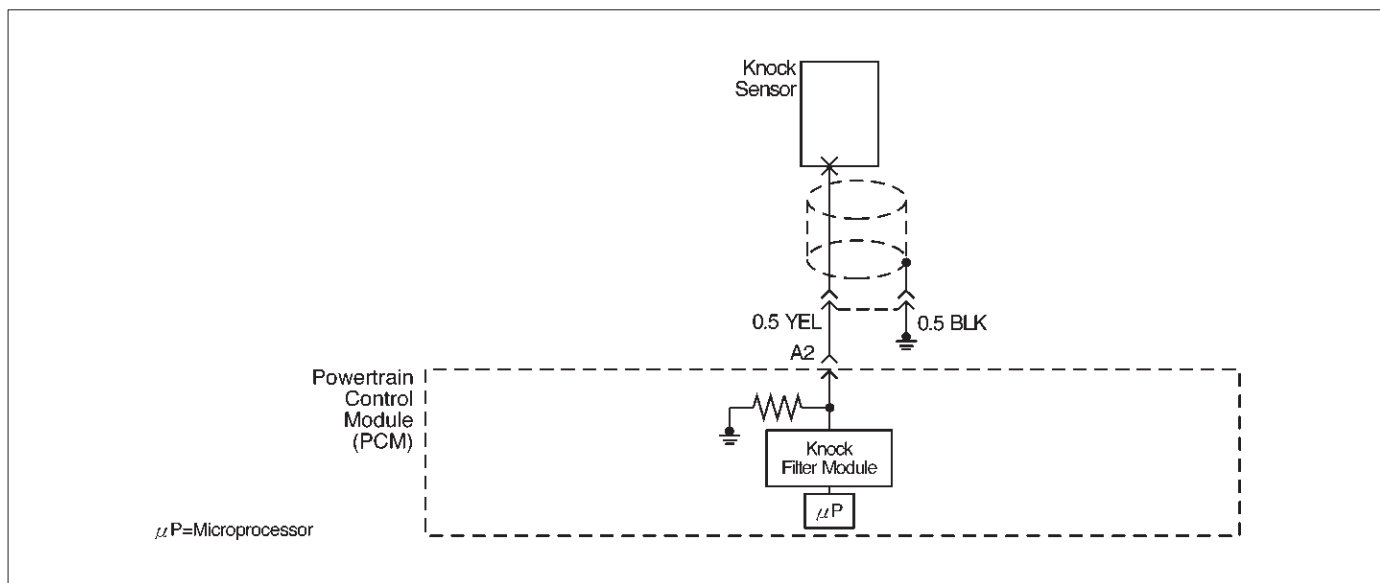 Knock
Sensor
0.5 YEL
0.5 BLK
A2
Powertrain
Control
Module
(PCM)
Knock
Filter Module
μP
μP=Microprocessor